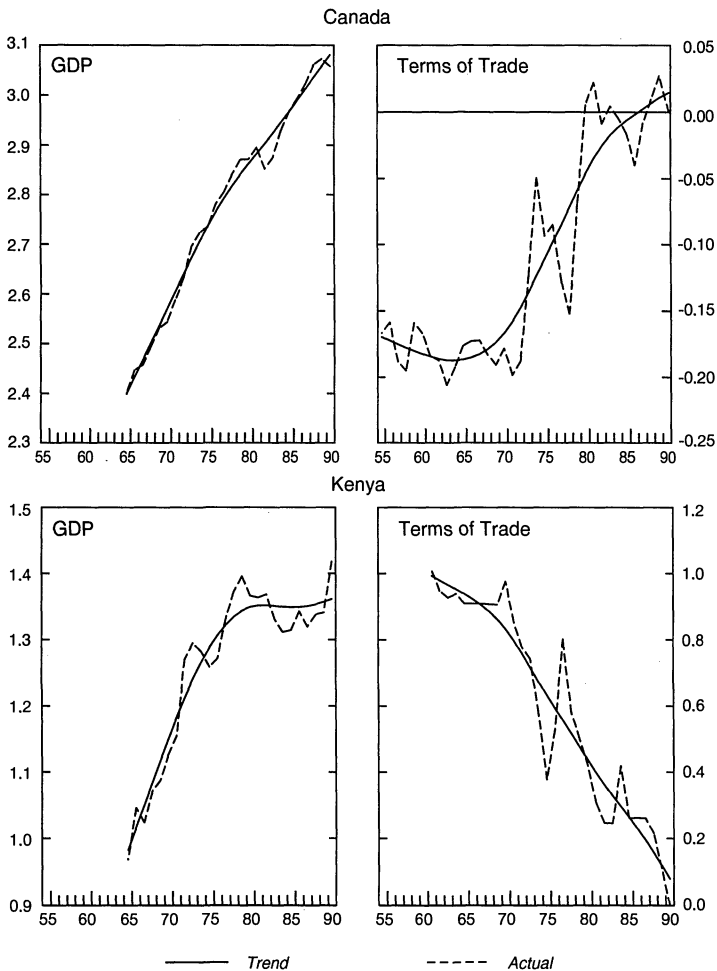 Canada
GDP
3.1
3.0
2.9
2.8
2.7
2.6
2.5
2.4
2.3
55 60 65 70 75 80 85 90
Terms of Trade
0.05
0.00
-0.05
-0.10
-0.15
-0.20
-0.25
55 60 65 70 75 80 85 90
Kenya
GDP
1.5
1.4
1.3
1.2
1.1
1.0
0.9
55 60 65 70 75 80 85 90
Terms of Trade
1.2
1.0
0.8
0.6
0.4
0.2
0.0
55 60 65 70 75 80 85 90
Trend
Actual